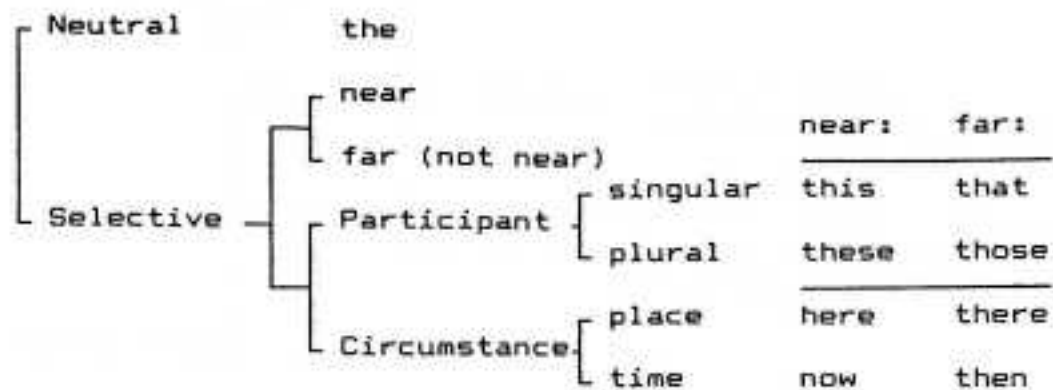 Neutral the
near
near: far:
far (not near)
singular this that
Selective Participant
plural these those
place here there
Circumstance
time now then